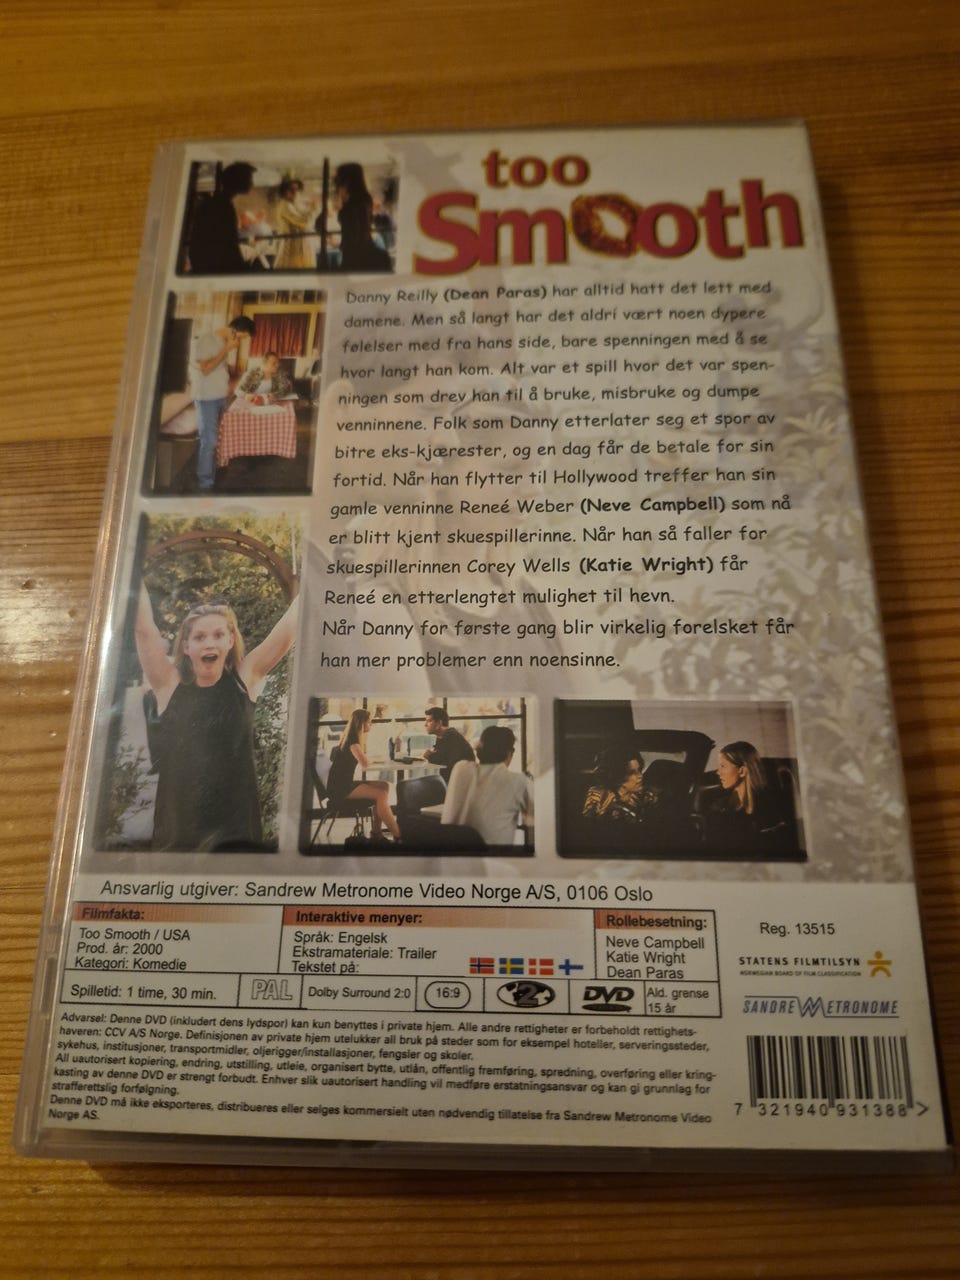 too
Smooth
Danny Reilly (Dean Paras) har alltid hatt det lett med
damene. Men så langt har det aldri vært noen dypere
følelser med fra hans side, bare spenningen med å se
hvor langt han kom. Alt var et spill hvor det var spen-
ningen som drev han til å bruke, misbruke og dumpe
venninnene. Folk som Danny etterlater seg et spor av
bitre eks-kjærester, og en dag får de betale for sin
fortid. Når han flytter til Hollywood treffer han sin
gamle venninne Reneé Weber (Neve Campbell) som nå
er blitt kjent skuespillerinne. Når han så faller for
skuespillerinnen Corey Wells (Katie Wright) får
Reneé en etterlengtet mulighet til hevn.
Når Danny for første gang blir virkelig forelsket får
han mer problemer enn noensinne.
Ansvarlig utgiver: Sandrew Metronome Video Norge A/S, 0106 Oslo
Filmfakta:
Too Smooth / USA
Prod. år: 2000
Kategori: Komedie
Interaktive menyer:
Språk: Engelsk
Ekstramateriale: Trailer
Tekstet på:
Rollebesetning:
Neve Campbell
Katie Wright
Dean Paras
Spilletid: 1 time, 30 min.
PAL
Dolby Surround 2:0
16:9
2
DVD
Ald. grense
15 år
Reg. 13515
STATENS FILMTILSYN
NORWEGIAN BOARD OF FILM CLASSIFICATION
SANDREW METRONOME
Advarsel: Denne DVD (inkludert dens lydspor) kan kun benyttes i private hjem. Alle andre rettigheter er forbeholdt rettighets-
haveren: CCV A/S Norge. Definisjonen av private hjem utelukker all bruk på steder som for eksempel hoteller, serveringssteder,
sykehus, institusjoner, transportmidler, oljerigger/installasjoner, fengsler og skoler.
All uautorisert kopiering, endring, utstilling, utleie, organisert bytte, utlån, offentlig fremføring, spredning, overføring eller kring-
kasting av denne DVD er strengt forbudt. Enhver slik uautorisert handling vil medføre erstatningsansvar og kan gi grunnlag for
strafferettslig forfølgning.
Denne DVD må ikke eksporteres, distribueres eller selges kommersielt uten nødvendig tillatelse fra Sandrew Metronome Video
Norge AS.
7 321940 931388 >